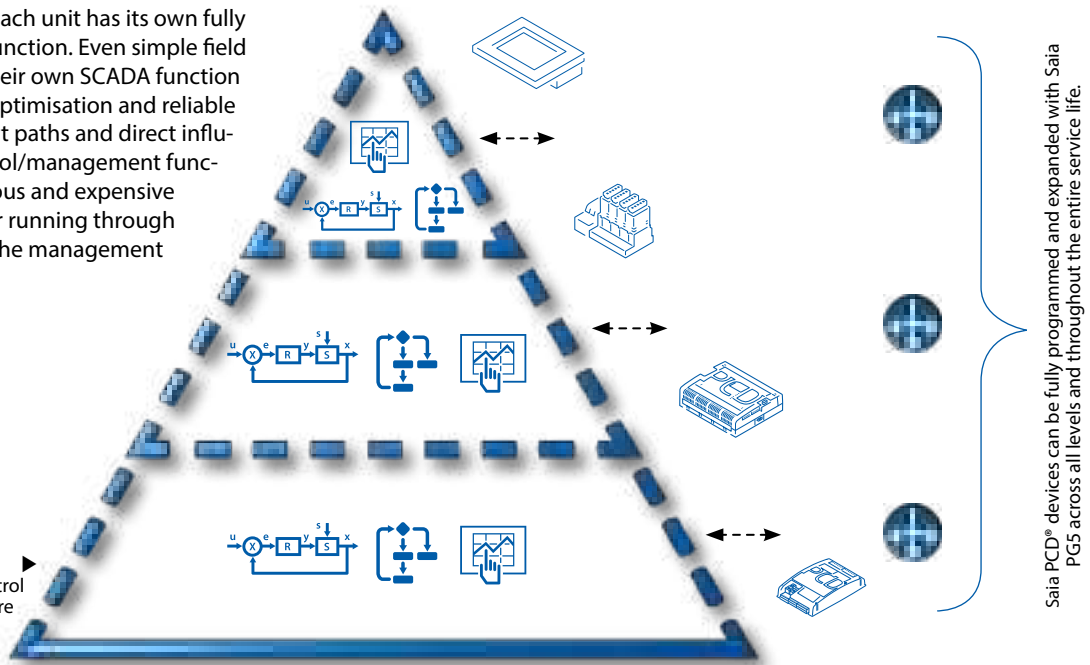 ach unit has its own fully
unction. Even simple field
eir own SCADA function
ptimisation and reliable
t paths and direct influ-
ol/management func-
ous and expensive
r running through
he management
s
u X e R y S x
s
u X e R y S x
s
u X e R y S x
trol
re
Saia PCD® devices can be fully programmed and expanded with Saia
PG5 across all levels and throughout the entire service life.